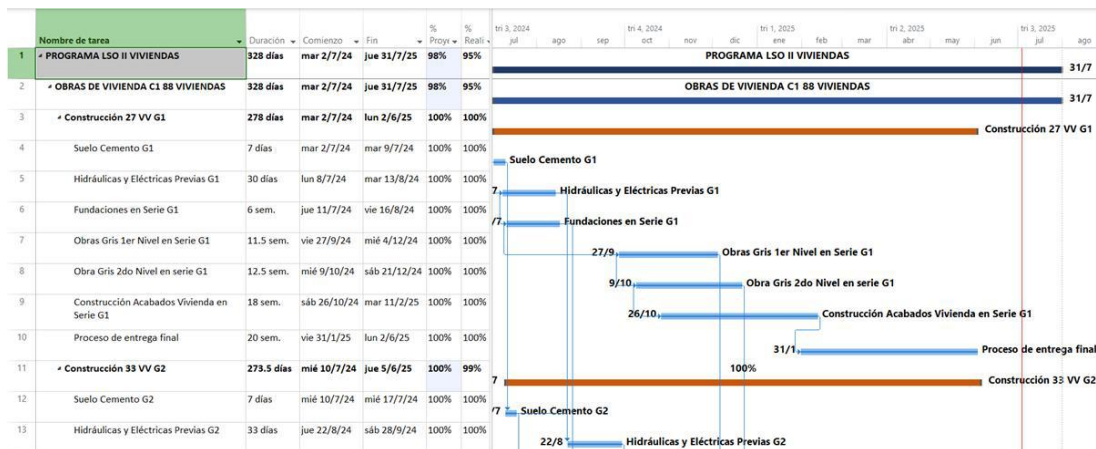 % % tri 3, 2024 tri 4, 2024 tri 1, 2025 tri 2, 2025 tri 3, 2025
Nombre de tarea Duración Comienzo Fin Proye Reali jul ago sep oct nov dic ene feb mar abr may jun jul ago
1 PROGRAMA LSO II VIVIENDAS 328 días mar 2/7/24 jue 31/7/25 98% 95% PROGRAMA LSO II VIVIENDAS
31/7
2 OBRAS DE VIVIENDA C1 88 VIVIENDAS 328 días mar 2/7/24 jue 31/7/25 98% 95% OBRAS DE VIVIENDA C1 88 VIVIENDAS
31/7
3 Construcción 27 VV G1 278 días mar 2/7/24 lun 2/6/25 100% 100% Construcción 27 VV G1
4 Suelo Cemento G1 7 días mar 2/7/24 mar 9/7/24 100% 100% Suelo Cemento G1
5 Hidráulicas y Eléctricas Previas G1 30 días lun 8/7/24 mar 13/8/24 100% 100% 7 Hidráulicas y Eléctricas Previas G1
6 Fundaciones en Serie G1 6 sem. jue 11/7/24 vie 16/8/24 100% 100% /7 Fundaciones en Serie G1
7 Obras Gris 1er Nivel en Serie G1 11.5 sem. vie 27/9/24 mié 4/12/24 100% 100% 27/9 Obras Gris 1er Nivel en Serie G1
8 Obra Gris 2do Nivel en serie G1 12.5 sem. mié 9/10/24 sáb 21/12/24 100% 100% 9/10 Obra Gris 2do Nivel en serie G1
9 Construcción Acabados Vivienda en 18 sem. sáb 26/10/24 mar 11/2/25 100% 100% 26/10 Construcción Acabados Vivienda en Serie G1
Serie G1
10 Proceso de entrega final 20 sem. vie 31/1/25 lun 2/6/25 100% 100% 31/1 Proceso de entrega final
11 Construcción 33 VV G2 273.5 días mié 10/7/24 jue 5/6/25 100% 99% 100%
7 Construcción 33 VV G2
12 Suelo Cemento G2 7 días mié 10/7/24 mié 17/7/24 100% 100% /7 Suelo Cemento G2
13 Hidráulicas y Eléctricas Previas G2 33 días jue 22/8/24 sáb 28/9/24 100% 100% 22/8 Hidráulicas y Eléctricas Previas G2